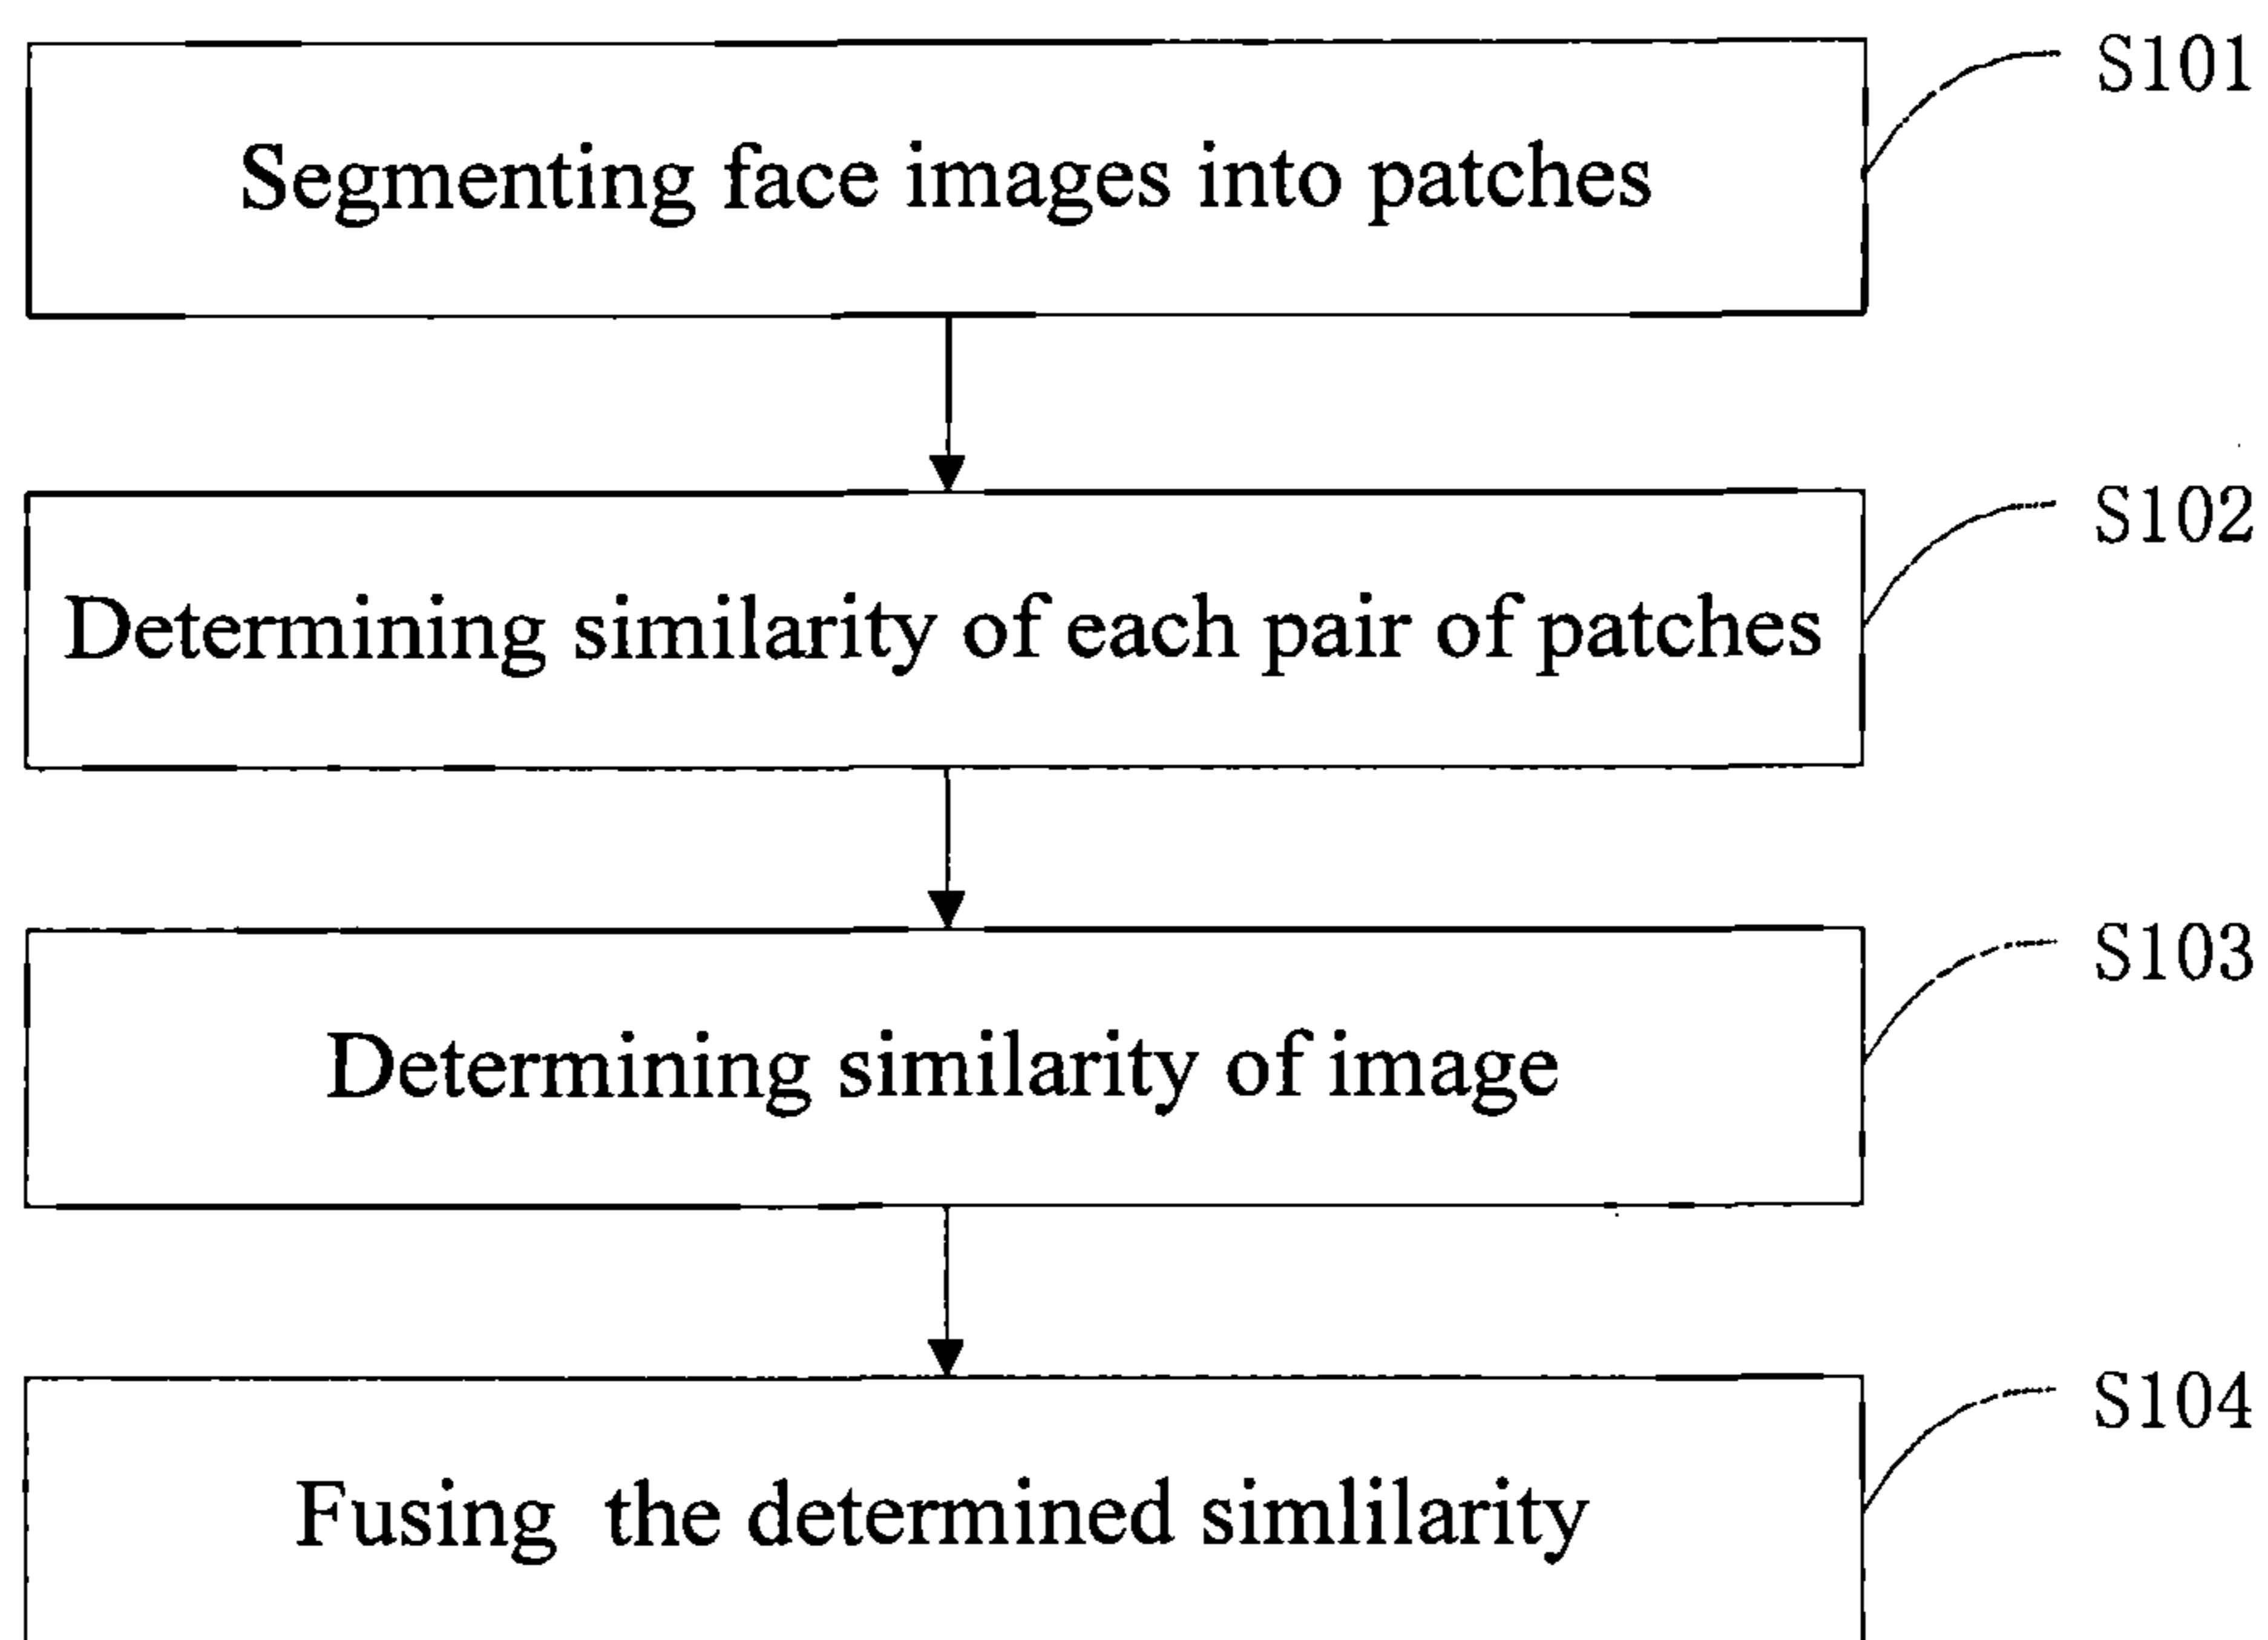 S101
Segmenting face images into patches
S102
Determining similarity of each pair of patches
S103
Determining similarity of image
S104
Fusing the determined simlilarity